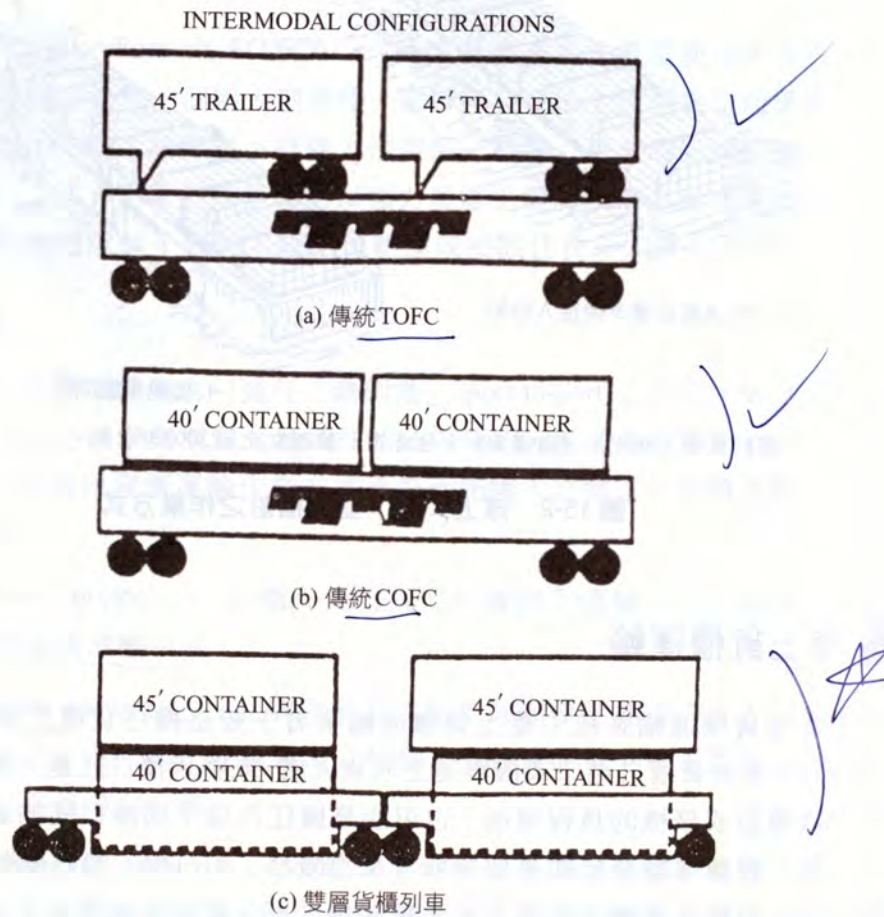 INTERMODAL CONFIGURATIONS
45′ TRAILER 45′ TRAILER
(a) 傳統TOFC
40′ CONTAINER 40′ CONTAINER
(b) 傳統COFC
45′ CONTAINER 45′ CONTAINER
40′ CONTAINER 40′ CONTAINER
(c) 雙層貨櫃列車